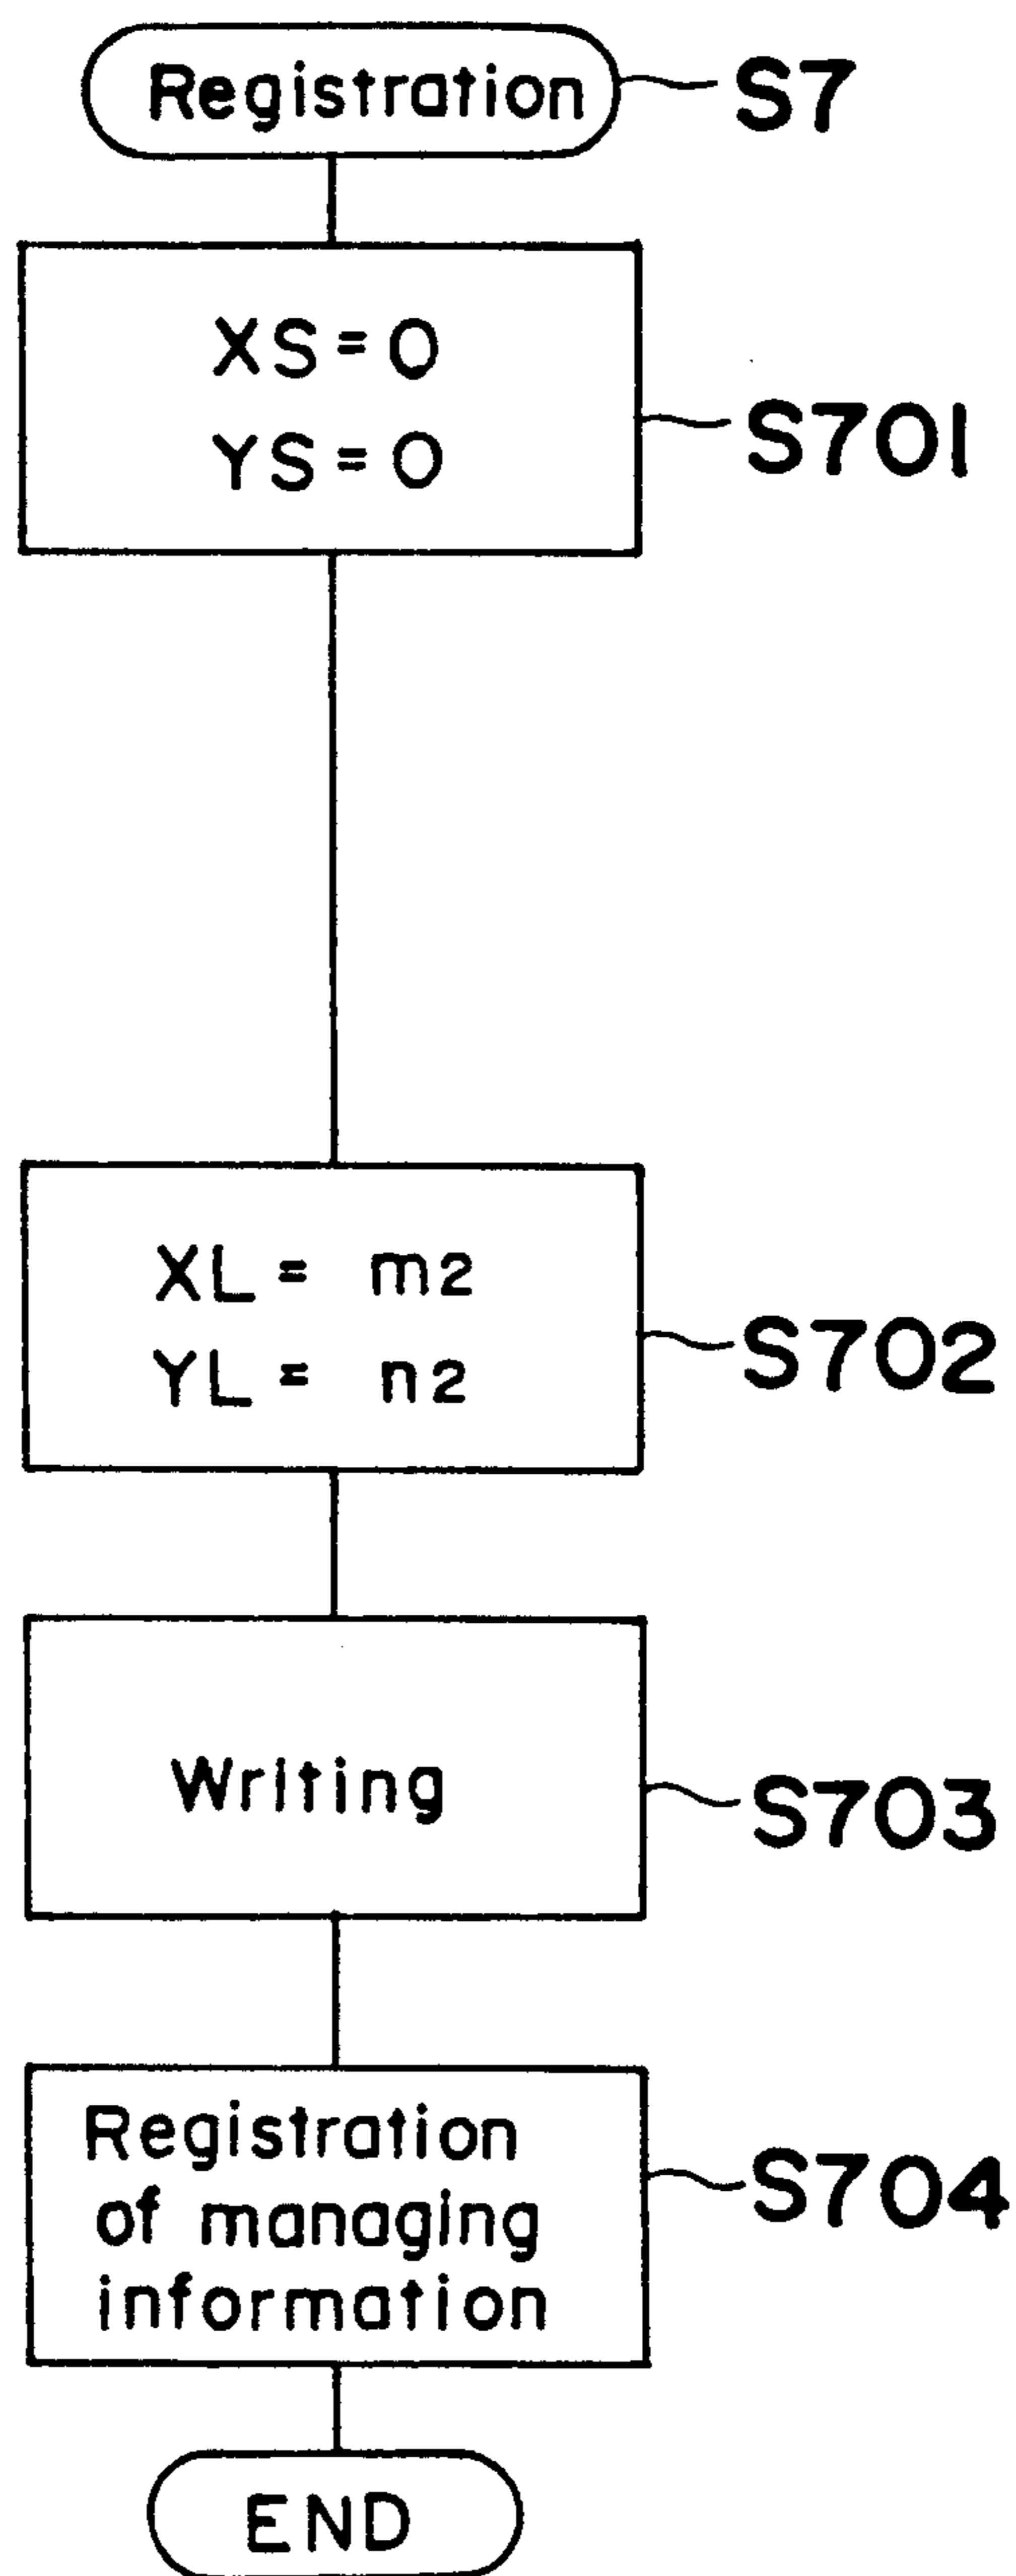 Registration S7
XS=0
YS=0
S701
XL= m2
YL= n2
S702
Writing
S703
Registration
of managing
information
S704
END